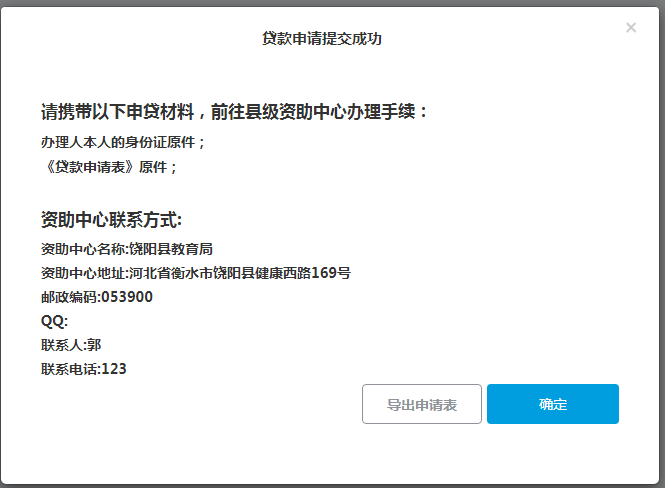 贷款申请提交成功
×
请携带以下申贷材料，前往县级资助中心办理手续：
办理人本人的身份证原件；
《贷款申请表》原件；
资助中心联系方式:
资助中心名称:饶阳县教育局
资助中心地址:河北省衡水市饶阳县健康西路169号
邮政编码:053900
QQ:
联系人:郭
联系电话:123
导出申请表 确定